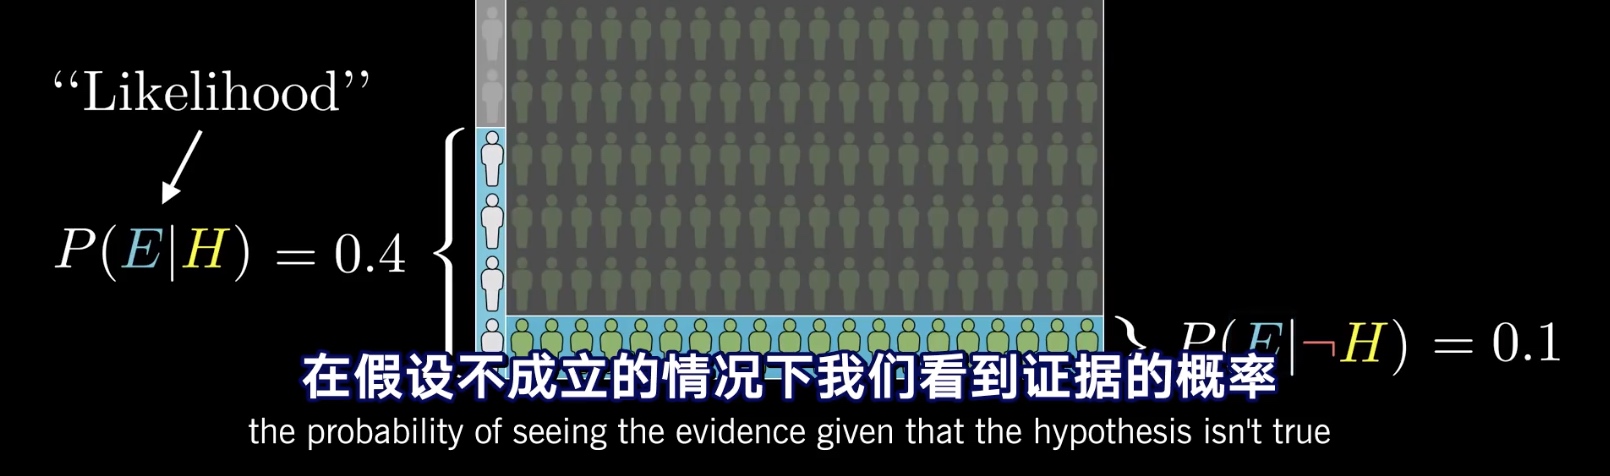 “Likelihood”
P(E|H) = 0.4
P(E|¬H) = 0.1
在假设不成立的情况下我们看到证据的概率
the probability of seeing the evidence given that the hypothesis isn't true